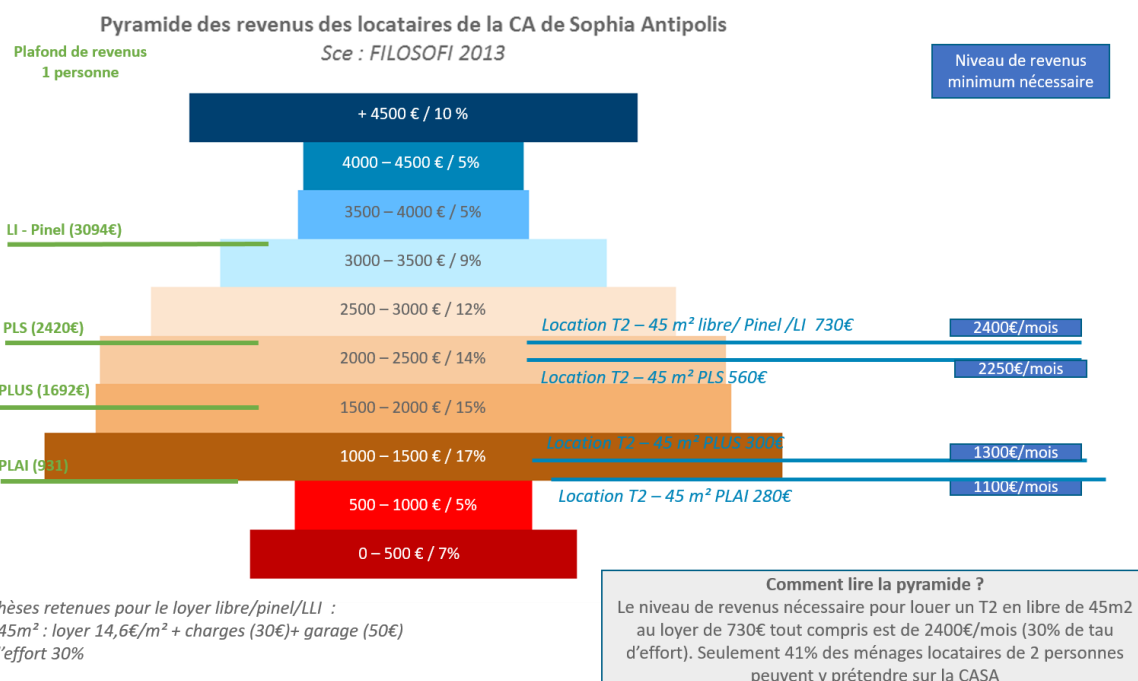 Pyramide des revenus des locataires de la CA de Sophia Antipolis
Sce : FILOSOFI 2013
Plafond de revenus
1 personne
Niveau de revenus
minimum nécessaire
+ 4500 € / 10 %
4000 – 4500 € / 5%
3500 – 4000 € / 5%
LI - Pinel (3094€)
3000 – 3500 € / 9%
2500 – 3000 € / 12%
PLS (2420€)
Location T2 – 45 m² libre/ Pinel /LI 730€
2400€/mois
2000 – 2500 € / 14%
Location T2 – 45 m² PLS 560€
2250€/mois
PLUS (1692€)
1500 – 2000 € / 15%
Location T2 – 45 m² PLUS 300€
1300€/mois
1000 – 1500 € / 17%
PLAI (931)
1100€/mois
Location T2 – 45 m² PLAI 280€
500 – 1000 € / 5%
0 – 500 € / 7%
hèses retenues pour le loyer libre/pinel/LLI :
45m² : loyer 14,6€/m² + charges (30€)+ garage (50€)
'effort 30%
Comment lire la pyramide ?
Le niveau de revenus nécessaire pour louer un T2 en libre de 45m2
au loyer de 730€ tout compris est de 2400€/mois (30% de tau
d'effort). Seulement 41% des ménages locataires de 2 personnes
peuvent y prétendre sur la CASA